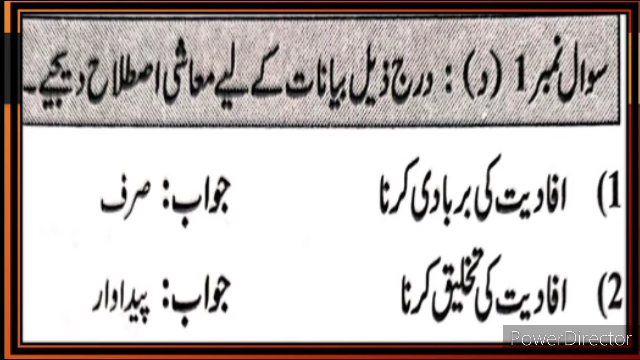 سوال نمبر 1 (د) : درج ذیل بیانات کے لیے معاشی اصطلاح دیجیے۔
1) افادیت کی بربادی کرنا جواب: صرف
2) افادیت کی تخلیق کرنا جواب: پیداوار
PowerDirector